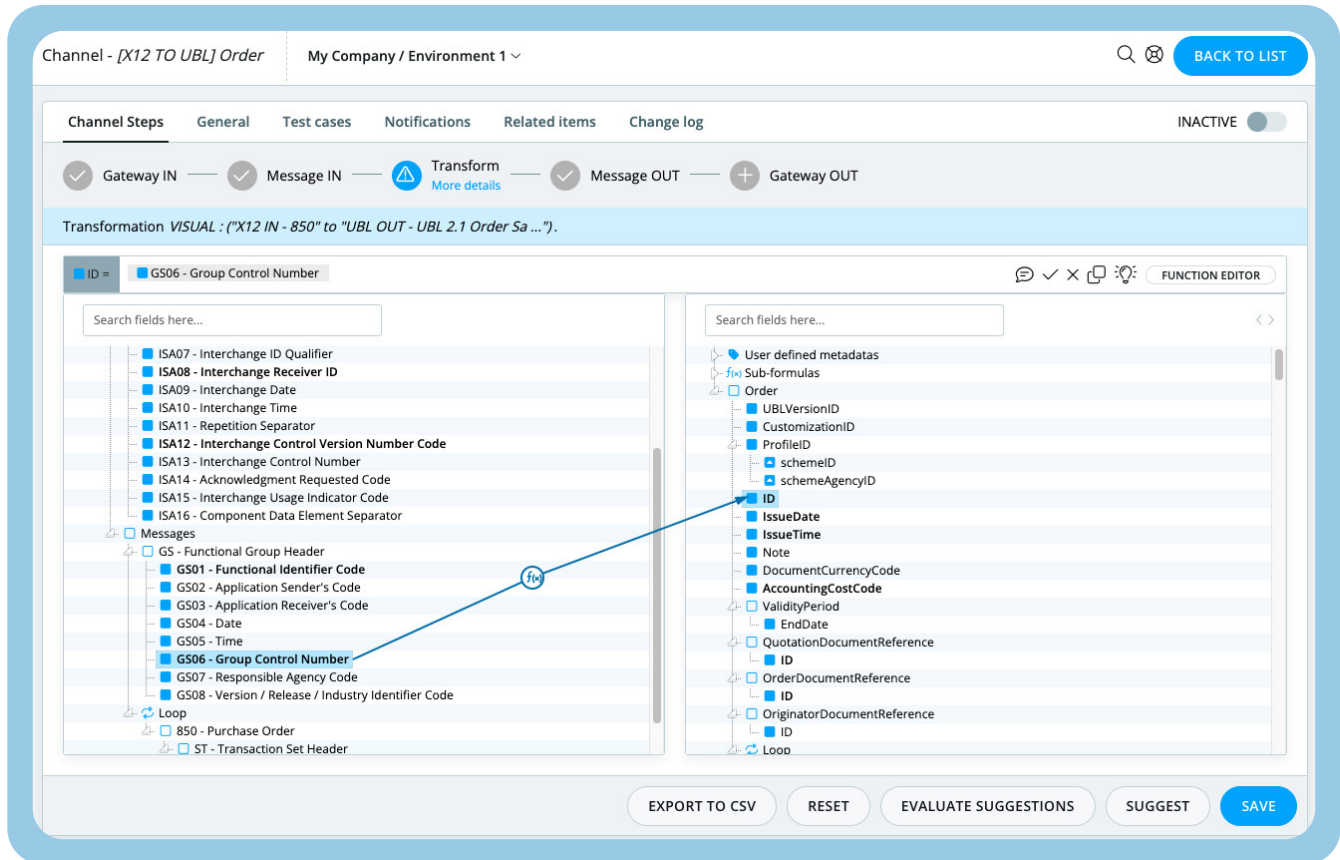 Channel - [X12 TO UBL] Order
My Company / Environment 1
BACK TO LIST
Channel Steps
General
Test cases
Notifications
Related items
Change log
INACTIVE
Gateway IN
Message IN
Transform
More details
Message OUT
Gateway OUT
Transformation VISUAL : ("X12 IN - 850" to "UBL OUT - UBL 2.1 Order Sa ...").
ID =
GS06 - Group Control Number
FUNCTION EDITOR
Search fields here...
ISA07 - Interchange ID Qualifier
ISA08 - Interchange Receiver ID
ISA09 - Interchange Date
ISA10 - Interchange Time
ISA11 - Repetition Separator
ISA12 - Interchange Control Version Number Code
ISA13 - Interchange Control Number
ISA14 - Acknowledgment Requested Code
ISA15 - Interchange Usage Indicator Code
ISA16 - Component Data Element Separator
Messages
GS - Functional Group Header
GS01 - Functional Identifier Code
GS02 - Application Sender's Code
GS03 - Application Receiver's Code
GS04 - Date
GS05 - Time
GS06 - Group Control Number
GS07 - Responsible Agency Code
GS08 - Version / Release / Industry Identifier Code
Loop
850 - Purchase Order
ST - Transaction Set Header
f(x)
Search fields here...
User defined metadatas
f(x) Sub-formulas
Order
UBLVersionID
CustomizationID
ProfileID
schemeID
schemeAgencyID
ID
IssueDate
IssueTime
Note
DocumentCurrencyCode
AccountingCostCode
ValidityPeriod
EndDate
QuotationDocumentReference
ID
OrderDocumentReference
ID
OriginatorDocumentReference
ID
Loop
EXPORT TO CSV
RESET
EVALUATE SUGGESTIONS
SUGGEST
SAVE